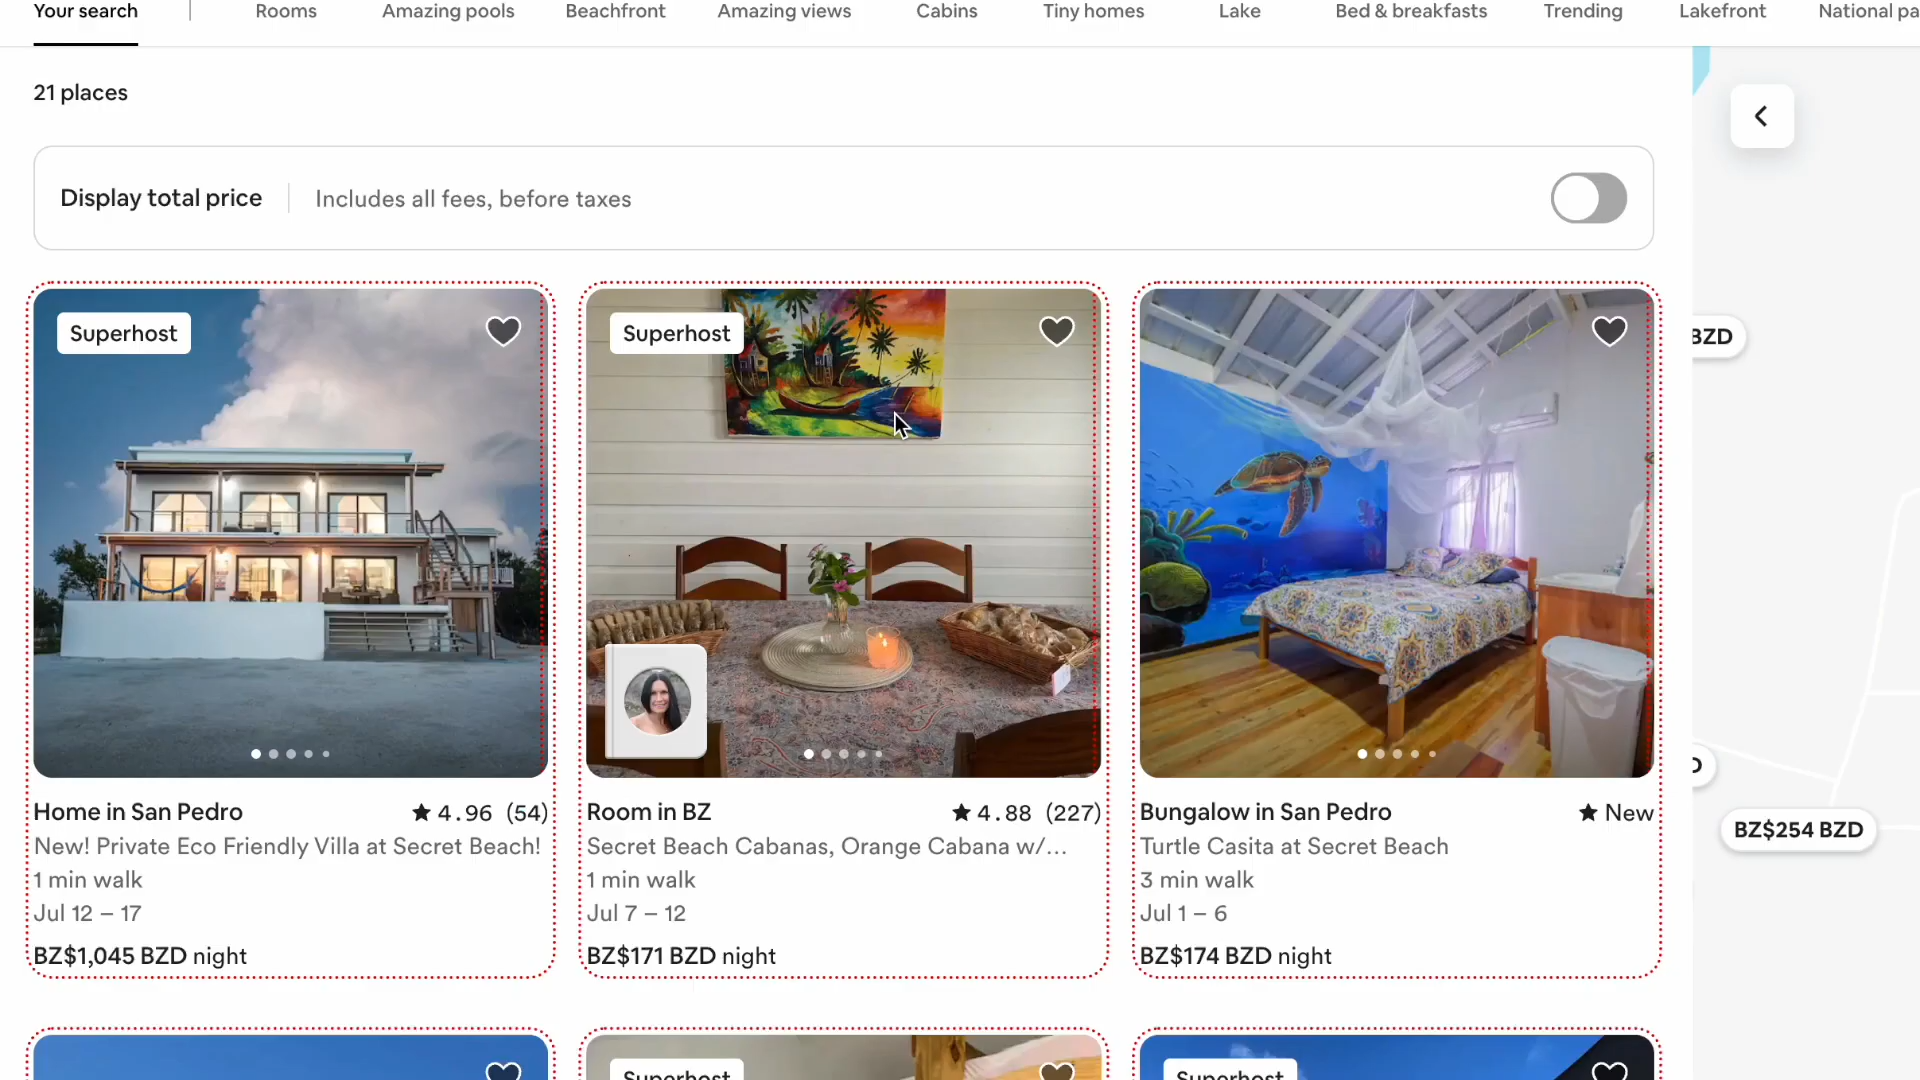 Your search
Rooms
Amazing pools
Beachfront
Amazing views
Cabins
Tiny homes
Lake
Bed & breakfasts
Trending
Lakefront
National pa
21 places
Display total price
Includes all fees, before taxes
Superhost
Superhost
BZD
Home in San Pedro
4.96 (54)
New! Private Eco Friendly Villa at Secret Beach!
1 min walk
Jul 12 – 17
BZ$1,045 BZD night
Room in BZ
4.88 (227)
Secret Beach Cabanas, Orange Cabana w/…
1 min walk
Jul 7 – 12
BZ$171 BZD night
Bungalow in San Pedro
New
Turtle Casita at Secret Beach
3 min walk
Jul 1 – 6
BZ$174 BZD night
D
BZ$254 BZD
Superhost
Superhost